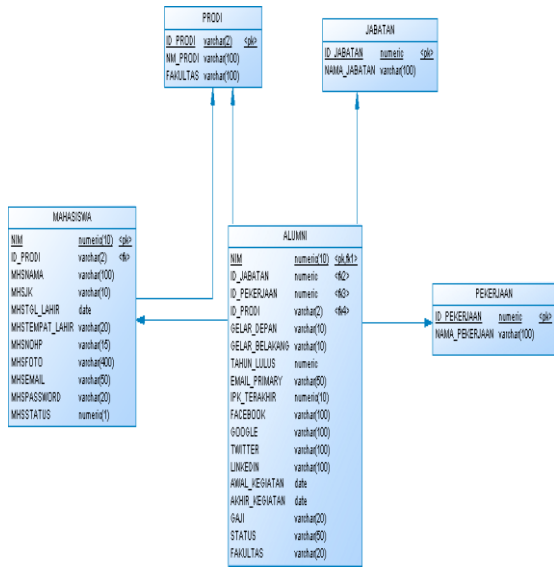 PRODI
ID_PRODI varchar(2) <pk>
NM_PRODI varchar(100)
FAKULTAS varchar(100)
JABATAN
ID_JABATAN numeric <pk>
NAMA_JABATAN varchar(100)
MAHASISWA
NIM numeric(10) <pk>
ID_PRODI varchar(2) <fk>
MHSNAMA varchar(100)
MHSJK varchar(10)
MHSTGL_LAHIR date
MHSTEMPAT_LAHIR varchar(20)
MHSNOHP varchar(15)
MHSFOTO varchar(400)
MHSEMAIL varchar(50)
MHSPASSWORD varchar(20)
MHSSTATUS numeric(1)
ALUMNI
NIM numeric(10) <pk,fk1>
ID_JABATAN numeric <fk2>
ID_PEKERJAAN numeric <fk3>
ID_PRODI varchar(2) <fk4>
GELAR_DEPAN varchar(10)
GELAR_BELAKANG varchar(10)
TAHUN_LULUS numeric
EMAIL_PRIMARY varchar(50)
IPK_TERAKHIR numeric(10)
FACEBOOK varchar(100)
GOOGLE varchar(100)
TWITTER varchar(100)
LINKEDIN varchar(100)
AWAL_KEGIATAN date
AKHIR_KEGIATAN date
GAJI varchar(20)
STATUS varchar(50)
FAKULTAS varchar(20)
PEKERJAAN
ID_PEKERJAAN numeric <pk>
NAMA_PEKERJAAN varchar(100)